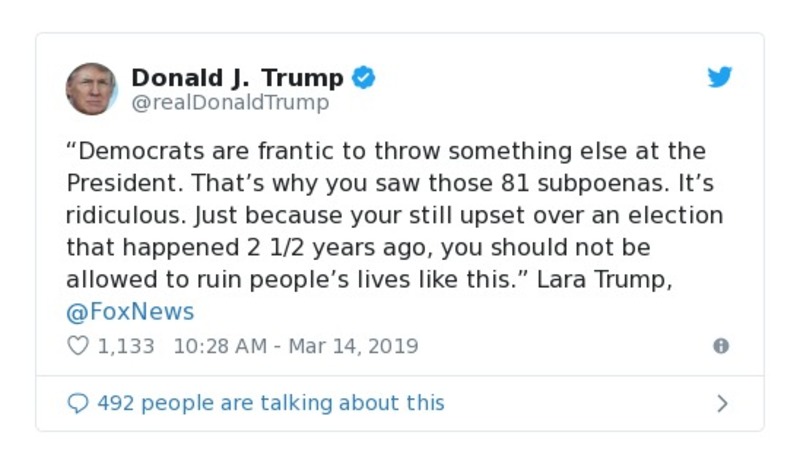 Donald J. Trump
@realDonaldTrump
“Democrats are frantic to throw something else at the
President. That’s why you saw those 81 subpoenas. It’s
ridiculous. Just because your still upset over an election
that happened 2 1/2 years ago, you should not be
allowed to ruin people’s lives like this.” Lara Trump,
@FoxNews
1,133 10:28 AM - Mar 14, 2019
492 people are talking about this